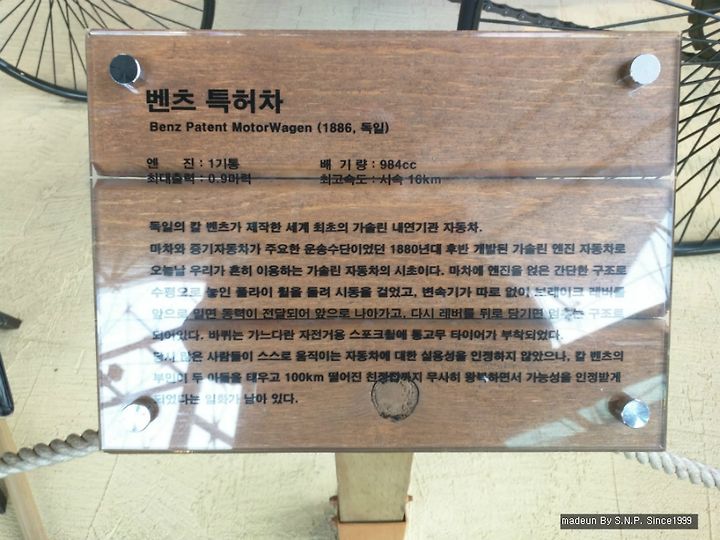 벤츠 특허차
Benz Patent MotorWagen (1886, 독일)
엔 진 : 1기통 배 기 량 : 984cc
최대출력 : 0.9마력 최고속도 : 시속 16km
독일의 칼 벤츠가 제작한 세계 최초의 가솔린 내연기관 자동차.
마차와 증기자동차가 주요한 운송수단이었던 1880년대 후반 개발된 가솔린 엔진 자동차로
오늘날 우리가 흔히 이용하는 가솔린 자동차의 시초이다. 마차에 엔진을 얹은 간단한 구조로
수평으로 놓인 플라이 휠을 돌려 시동을 걸었고, 변속기가 따로 없이 브레이크 레버를
앞으로 밀면 동력이 전달되어 앞으로 나아가고, 다시 레버를 뒤로 당기면 멈추는 구조로
되어있다. 바퀴는 가느다란 자전거용 스포크휠에 통고무 타이어가 부착되었다.
당시 많은 사람들이 스스로 움직이는 자동차에 대한 실용성을 인정하지 않았으나, 칼 벤츠의
부인이 두 아들을 태우고 100km 떨어진 친정집까지 무사히 왕복하면서 가능성을 인정받게
되었다는 일화가 남아 있다.
madeun By S.N.P. Since1999